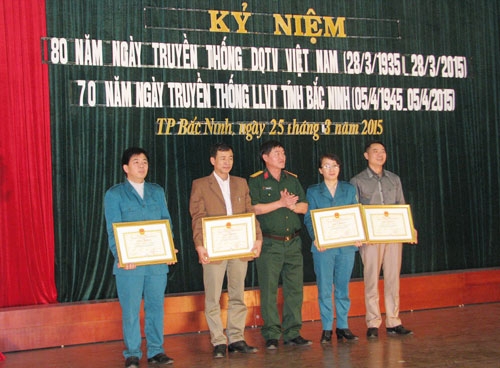 KỶ NIỆM
80 NĂM NGÀY TRUYỀN THỐNG DQTV VIỆT NAM (28/3/1935 \ 28/3/2015)
70 NĂM NGÀY TRUYỀN THỐNG LLVT TỈNH BẮC NINH (05/4/1945_05/4/2015)
TP Bắc Ninh, ngày 25 tháng 3 năm 2015